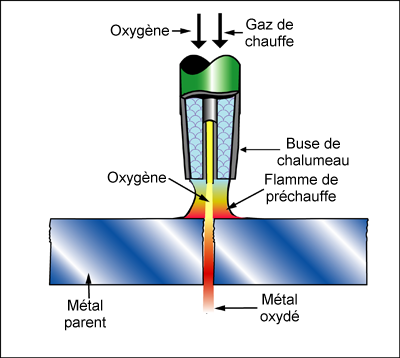 Oxygène
Gaz de
chauffe
Buse de
chalumeau
Oxygène
Flamme de
préchauffe
Métal
parent
Métal
oxydé